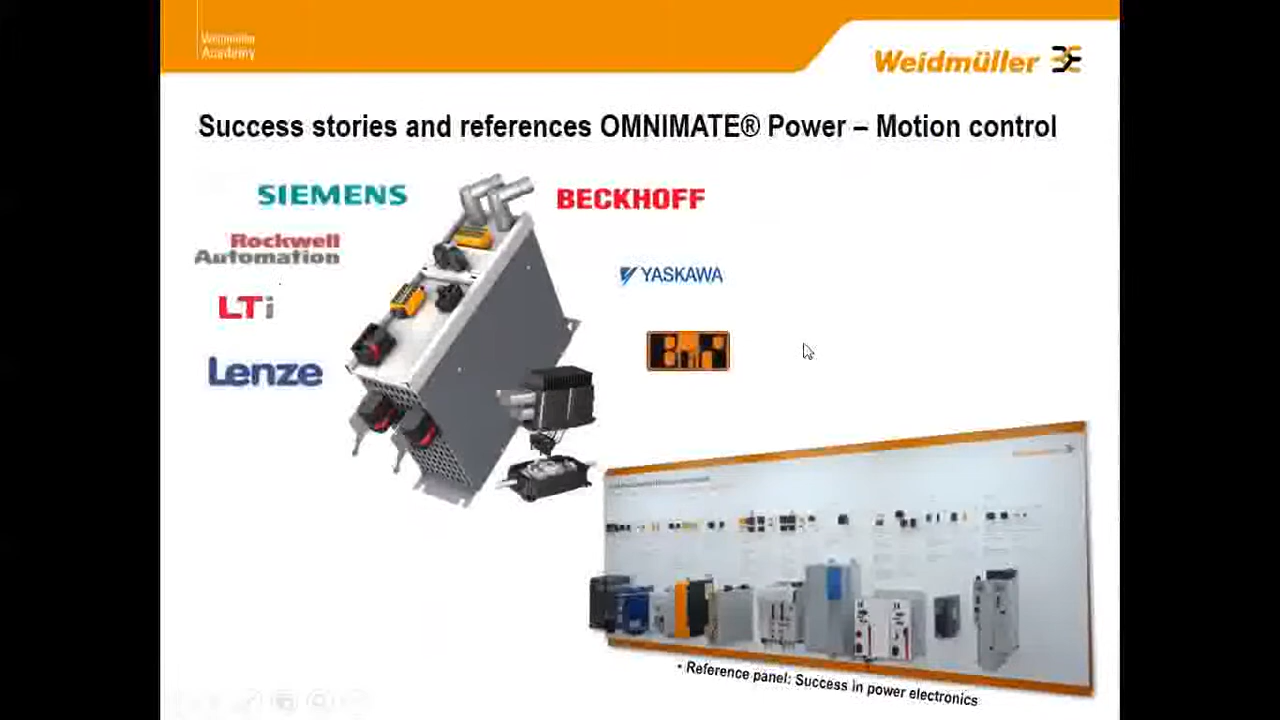 Weidmüller
Academy
Weidmüller
Success stories and references OMNIMATE® Power – Motion control
SIEMENS
BECKHOFF
Rockwell
Automation
YASKAWA
LTi
BnR
Lenze
• Reference panel: Success in power electronics